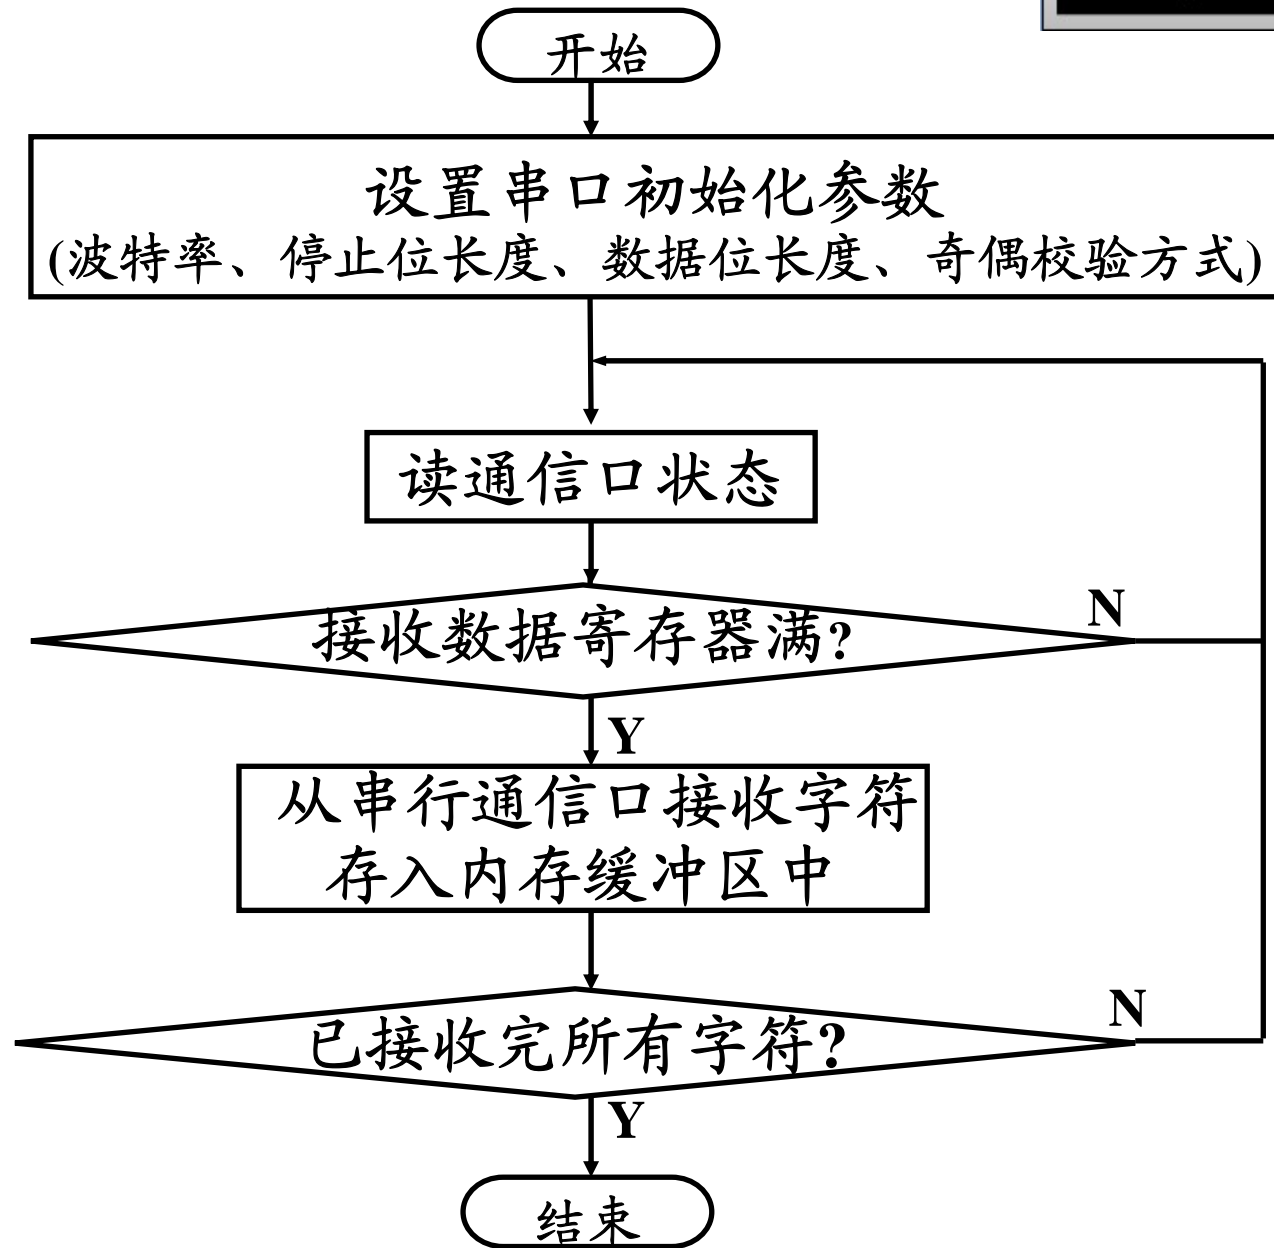 开始
设置串口初始化参数
(波特率、停止位长度、数据位长度、奇偶校验方式)
读通信口状态
接收数据寄存器满?
N
Y
从串行通信口接收字符
存入内存缓冲区中
已接收完所有字符?
N
Y
结束